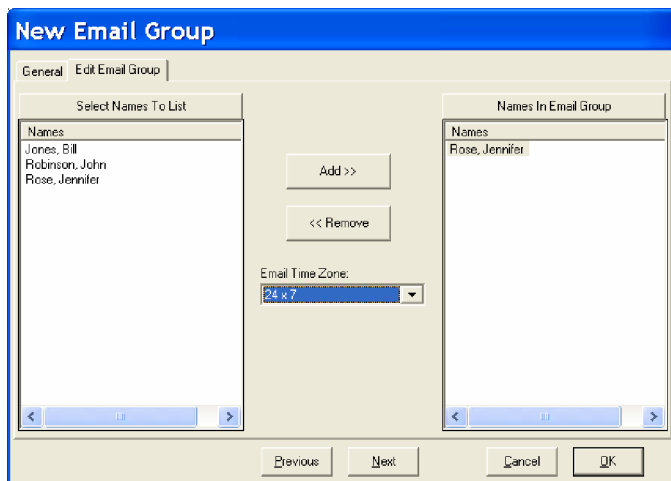 New Email Group
General Edit Email Group
Select Names To List
Names
Jones, Bill
Robinson, John
Rose, Jennifer
Add >>
<< Remove
Email Time Zone:
24 x 7
Names In Email Group
Names
Rose, Jennifer
Previous Next Cancel OK